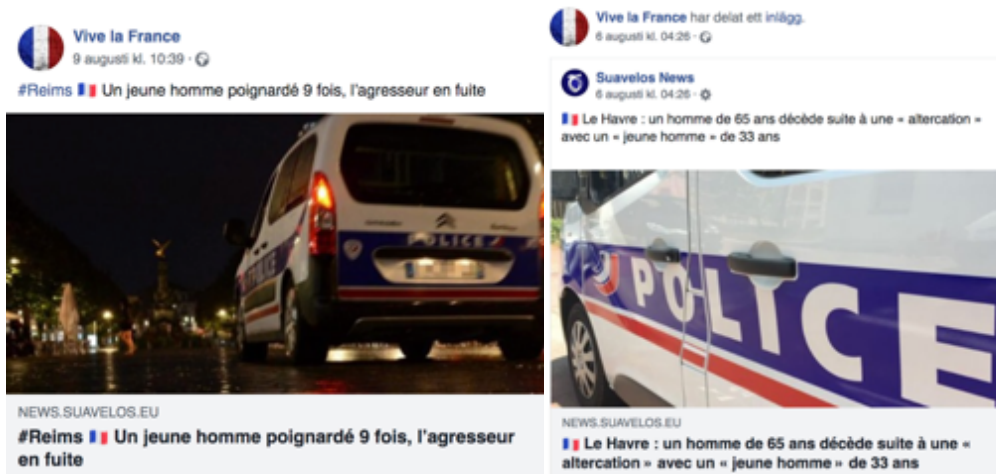 Vive la France
9 augusti kl. 10:39 ·
#Reims 🇫🇷 Un jeune homme poignardé 9 fois, l'agresseur en fuite
POLICE
POLICE
NEWS.SUAVELOS.EU
#Reims 🇫🇷 Un jeune homme poignardé 9 fois, l'agresseur
en fuite
Vive la France har delat ett inlägg.
6 augusti kl. 04:26 ·
Suavelos News
6 augusti kl. 04:26 ·
🇫🇷 Le Havre : un homme de 65 ans décède suite à une « altercation »
avec un « jeune homme » de 33 ans
POLICE
NEWS.SUAVELOS.EU
🇫🇷 Le Havre : un homme de 65 ans décède suite à une «
altercation » avec un « jeune homme » de 33 ans